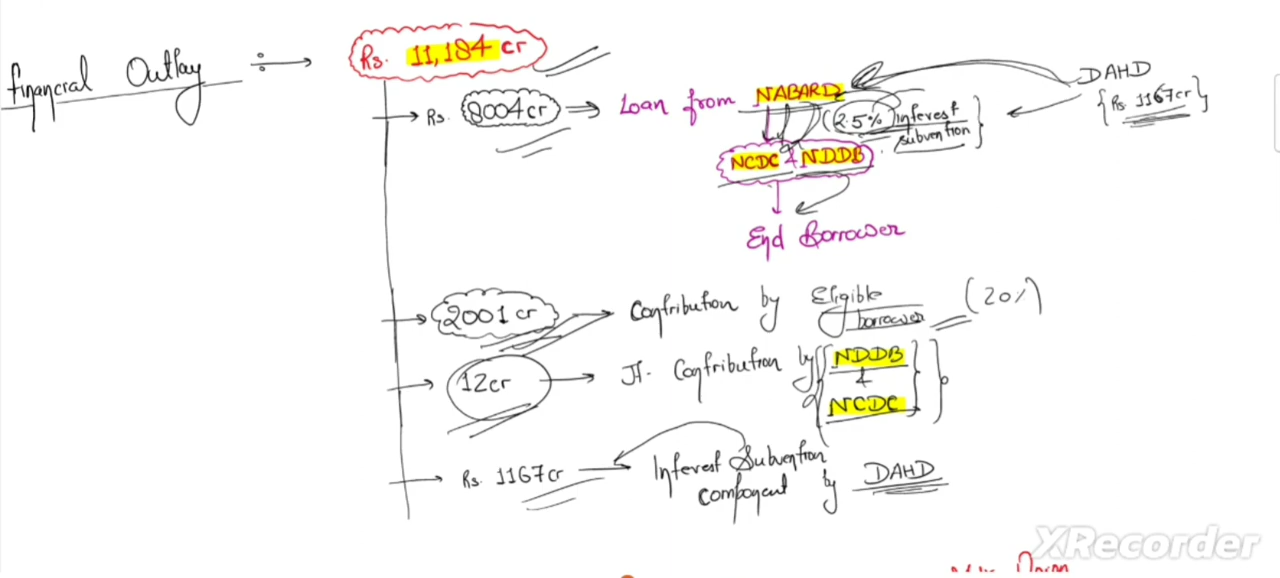 Financial Outlay ÷ → Rs. 11,184 cr
→ Rs. 8004 cr ⇒ Loan from NABARD (2.5% interest subvention}
DAHD
{Rs. 1167 cr}
NCDC & NDDB
End Borrower
→ 2001 cr → Contribution by Eligible borrower (20%)
→ 12 cr → Jt. Contribution by {NDDB & NCDC}
→ Rs. 1167 cr → Interest Subvention component by DAHD
XRecorder